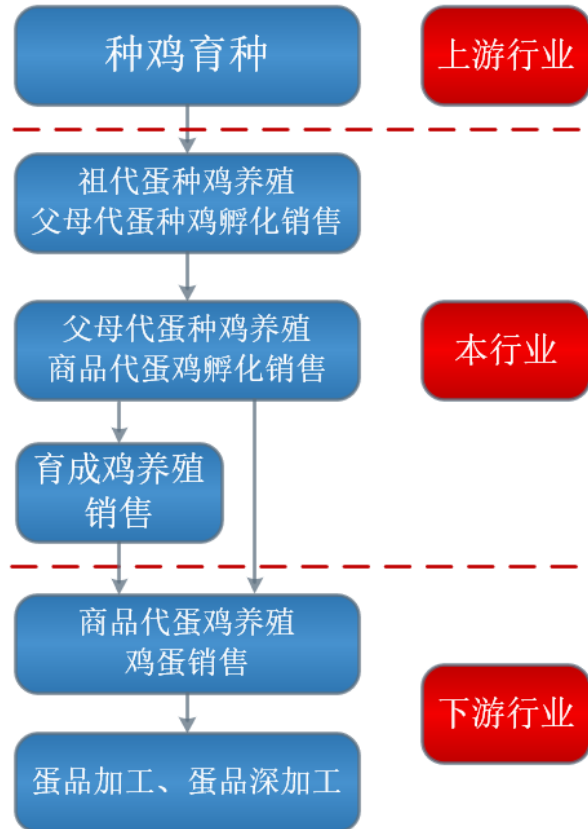 种鸡育种
上游行业
祖代蛋种鸡养殖
父母代蛋种鸡孵化销售
父母代蛋种鸡养殖
商品代蛋鸡孵化销售
本行业
育成鸡养殖
销售
商品代蛋鸡养殖
鸡蛋销售
下游行业
蛋品加工、蛋品深加工